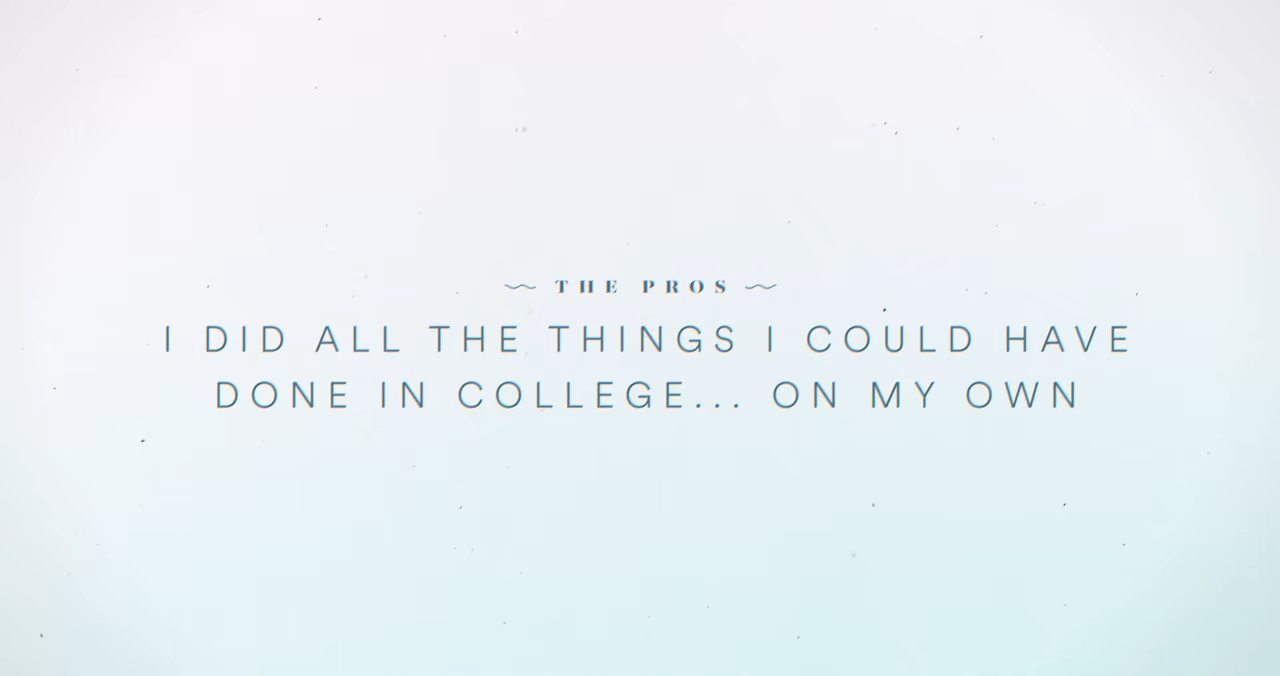 THE PROS
I DID ALL THE THINGS I COULD HAVE
DONE IN COLLEGE... ON MY OWN